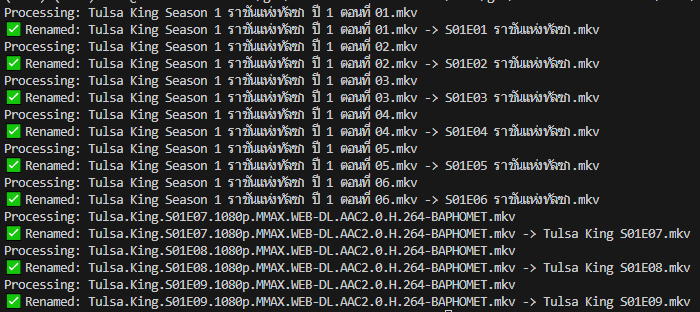 Processing: Tulsa King Season 1 ราชันแห่งทัลซา ปี 1 ตอนที่ 01.mkv
✅ Renamed: Tulsa King Season 1 ราชันแห่งทัลซา ปี 1 ตอนที่ 01.mkv -> S01E01 ราชันแห่งทัลซา.mkv
Processing: Tulsa King Season 1 ราชันแห่งทัลซา ปี 1 ตอนที่ 02.mkv
✅ Renamed: Tulsa King Season 1 ราชันแห่งทัลซา ปี 1 ตอนที่ 02.mkv -> S01E02 ราชันแห่งทัลซา.mkv
Processing: Tulsa King Season 1 ราชันแห่งทัลซา ปี 1 ตอนที่ 03.mkv
✅ Renamed: Tulsa King Season 1 ราชันแห่งทัลซา ปี 1 ตอนที่ 03.mkv -> S01E03 ราชันแห่งทัลซา.mkv
Processing: Tulsa King Season 1 ราชันแห่งทัลซา ปี 1 ตอนที่ 04.mkv
✅ Renamed: Tulsa King Season 1 ราชันแห่งทัลซา ปี 1 ตอนที่ 04.mkv -> S01E04 ราชันแห่งทัลซา.mkv
Processing: Tulsa King Season 1 ราชันแห่งทัลซา ปี 1 ตอนที่ 05.mkv
✅ Renamed: Tulsa King Season 1 ราชันแห่งทัลซา ปี 1 ตอนที่ 05.mkv -> S01E05 ราชันแห่งทัลซา.mkv
Processing: Tulsa King Season 1 ราชันแห่งทัลซา ปี 1 ตอนที่ 06.mkv
✅ Renamed: Tulsa King Season 1 ราชันแห่งทัลซา ปี 1 ตอนที่ 06.mkv -> S01E06 ราชันแห่งทัลซา.mkv
Processing: Tulsa.King.S01E07.1080p.MMAX.WEB-DL.AAC2.0.H.264-BAPHOMET.mkv
✅ Renamed: Tulsa.King.S01E07.1080p.MMAX.WEB-DL.AAC2.0.H.264-BAPHOMET.mkv -> Tulsa King S01E07.mkv
Processing: Tulsa.King.S01E08.1080p.MMAX.WEB-DL.AAC2.0.H.264-BAPHOMET.mkv
✅ Renamed: Tulsa.King.S01E08.1080p.MMAX.WEB-DL.AAC2.0.H.264-BAPHOMET.mkv -> Tulsa King S01E08.mkv
Processing: Tulsa.King.S01E09.1080p.MMAX.WEB-DL.AAC2.0.H.264-BAPHOMET.mkv
✅ Renamed: Tulsa.King.S01E09.1080p.MMAX.WEB-DL.AAC2.0.H.264-BAPHOMET.mkv -> Tulsa King S01E09.mkv